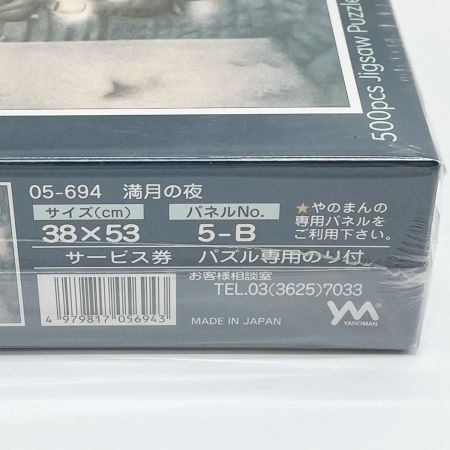 500pcs Jigsaw Puzzle
05-694 満月の夜
サイズ(cm) パネルNo.
38×53 5-B
★やのまんの
専用パネルを
ご利用下さい。
サービス券 パズル専用のり付
お客様相談室
TEL.03(3625)7033
4 979817 056943
MADE IN JAPAN
YM®
YANOMAN